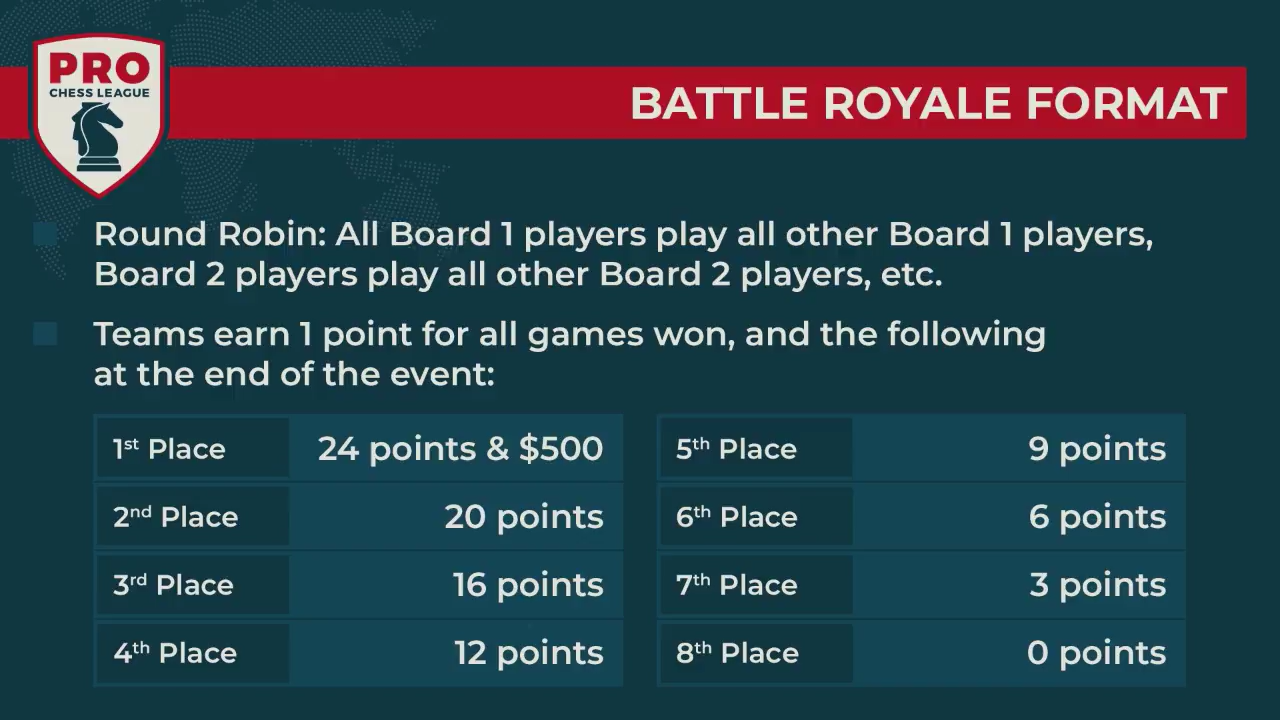 PRO
CHESS LEAGUE
BATTLE ROYALE FORMAT
Round Robin: All Board 1 players play all other Board 1 players,
Board 2 players play all other Board 2 players, etc.
Teams earn 1 point for all games won, and the following
at the end of the event:
1st Place 24 points & $500
2nd Place 20 points
3rd Place 16 points
4th Place 12 points
5th Place 9 points
6th Place 6 points
7th Place 3 points
8th Place 0 points